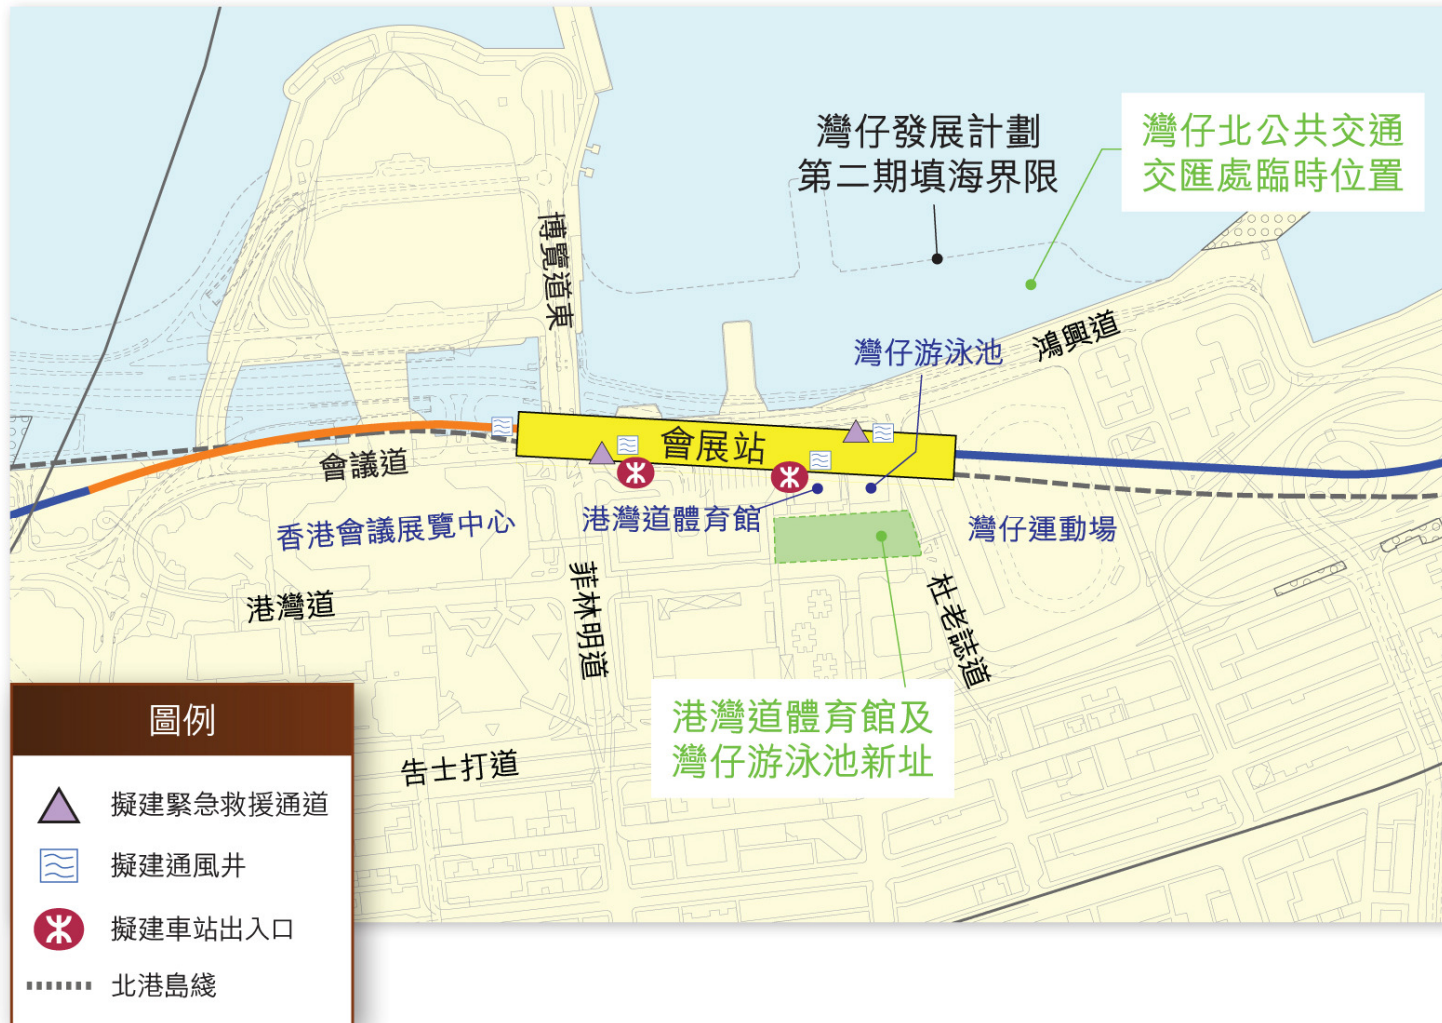 灣仔發展計劃
第二期填海界限
灣仔北公共交通
交匯處臨時位置
博覽道東
鴻興道
灣仔游泳池
會展站
會議道
香港會議展覽中心
港灣道體育館
灣仔運動場
港灣道
菲林明道
杜老誌道
港灣道體育館及
灣仔游泳池新址
告士打道
圖例
擬建緊急救援通道
擬建通風井
擬建車站出入口
北港島綫